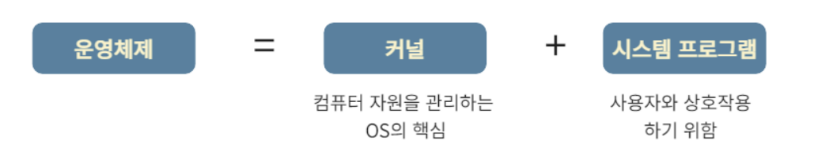 운영체제 = 커널 + 시스템 프로그램
컴퓨터 자원을 관리하는
OS의 핵심
사용자와 상호작용
하기 위함